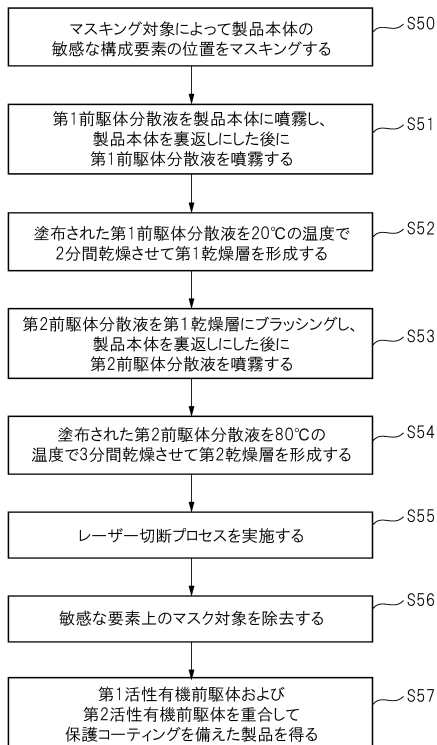 マスキング対象によって製品本体の
敏感な構成要素の位置をマスキングする
S50
第1前駆体分散液を製品本体に噴霧し、
製品本体を裏返しにした後に
第1前駆体分散液を噴霧する
S51
塗布された第1前駆体分散液を20℃の温度で
2分間乾燥させて第1乾燥層を形成する
S52
第2前駆体分散液を第1乾燥層にブラッシングし、
製品本体を裏返しにした後に
第2前駆体分散液を噴霧する
S53
塗布された第2前駆体分散液を80℃の
温度で3分間乾燥させて第2乾燥層を形成する
S54
レーザー切断プロセスを実施する
S55
敏感な要素上のマスク対象を除去する
S56
第1活性有機前駆体および
第2活性有機前駆体を重合して
保護コーティングを備えた製品を得る
S57